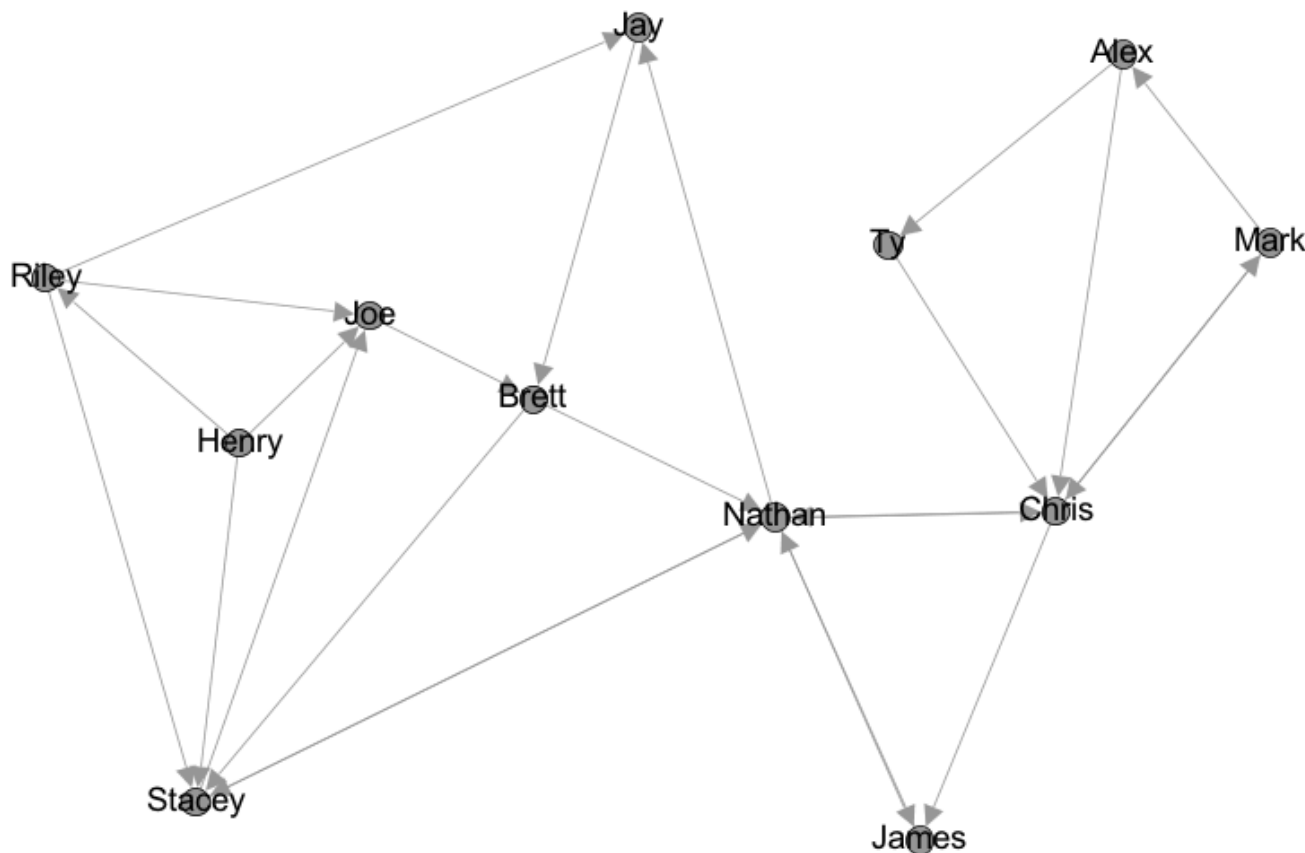 Jay
Alex
Ty
Mark
Riley
Joe
Brett
Henry
Nathan
Chris
Stacey
James